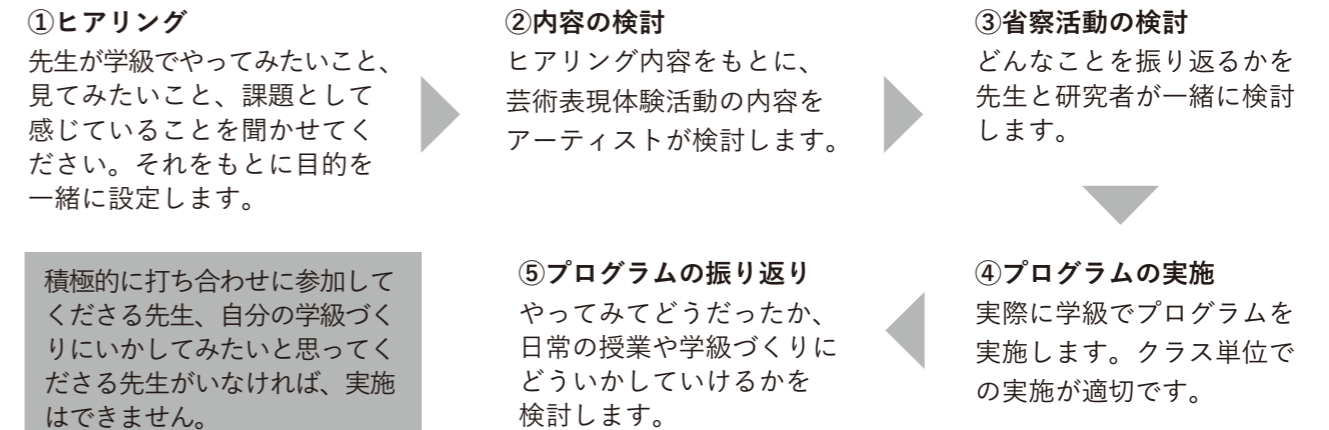 ①ヒアリング
先生が学級でやってみたいこと、
見てみたいこと、課題として
感じていることを聞かせてく
ださい。それをもとに目的を
一緒に設定します。
②内容の検討
ヒアリング内容をもとに、
芸術表現体験活動の内容を
アーティストが検討します。
③省察活動の検討
どんなことを振り返るかを
先生と研究者が一緒に検討
します。
④プログラムの実施
実際に学級でプログラムを
実施します。クラス単位で
の実施が適切です。
⑤プログラムの振り返り
やってみてどうだったか、
日常の授業や学級づくりに
どういかしていけるかを
検討します。
積極的に打ち合わせに参加して
くださる先生、自分の学級づく
りにいかしてみたいと思ってく
ださる先生がいなければ、実施
はできません。